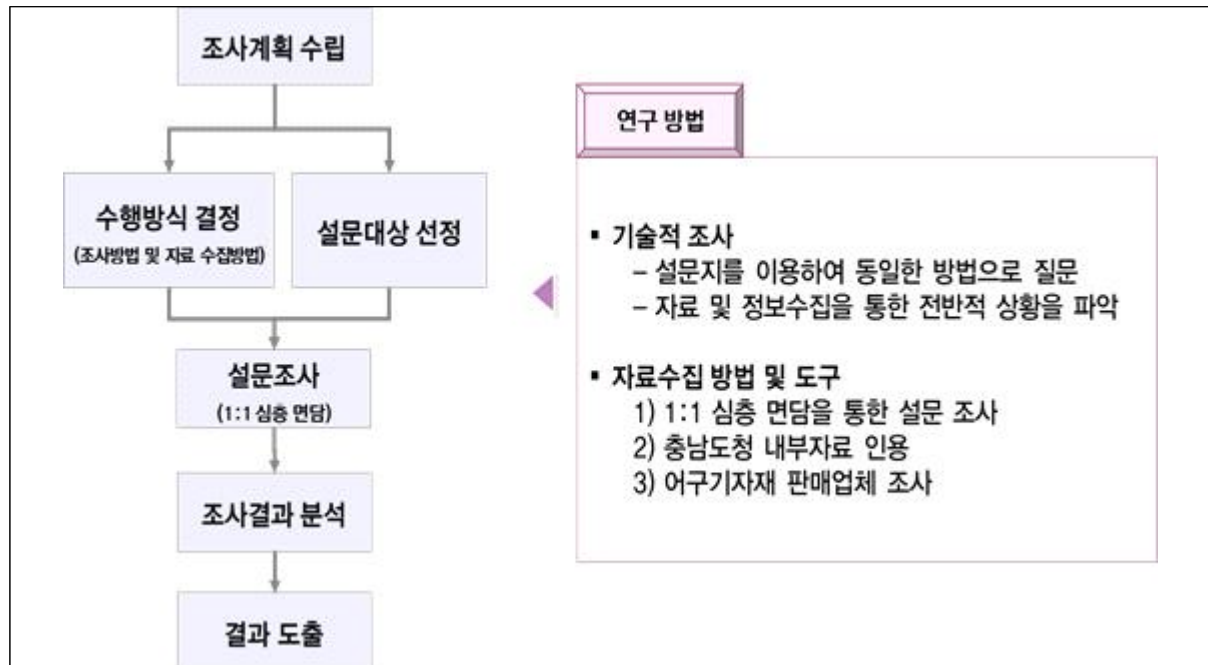 조사계획 수립
수행방식 결정
(조사방법 및 자료 수집방법)
설문대상 선정
설문조사
(1:1 심층 면담)
조사결과 분석
결과 도출
연구 방법
▪ 기술적 조사
– 설문지를 이용하여 동일한 방법으로 질문
– 자료 및 정보수집을 통한 전반적 상황을 파악
▪ 자료수집 방법 및 도구
1) 1:1 심층 면담을 통한 설문 조사
2) 충남도청 내부자료 인용
3) 어구기자재 판매업체 조사